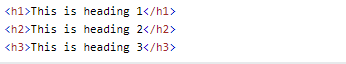 <h1>This is heading 1</h1>
<h2>This is heading 2</h2>
<h3>This is heading 3</h3>